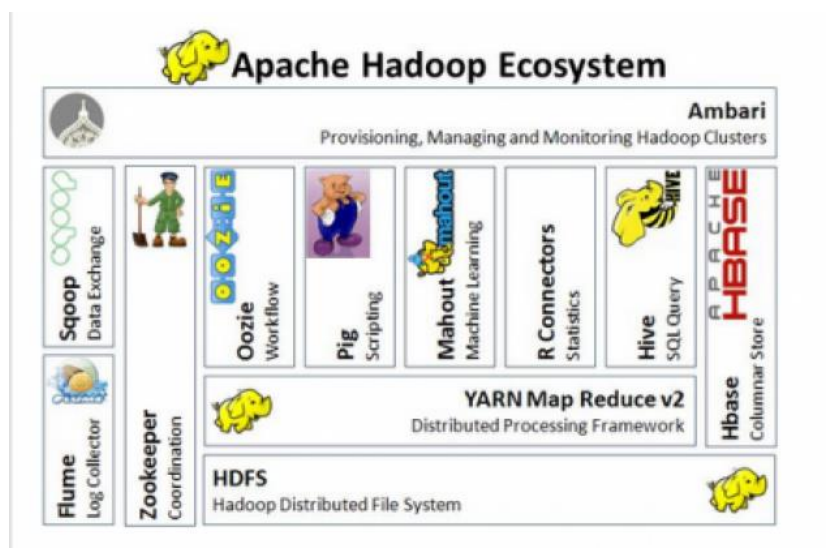 Apache Hadoop Ecosystem
Ambari
Provisioning, Managing and Monitoring Hadoop Clusters
Sqoop
Sqoop
Data Exchange
Zookeeper
Coordination
OOZIE
Oozie
Workflow
Pig
Scripting
mahout
Mahout
Machine Learning
R Connectors
Statistics
HIVE
Hive
SQL Query
APACHE
HBASE
Hbase
Columnar Store
Flume
Log Collector
YARN Map Reduce v2
Distributed Processing Framework
HDFS
Hadoop Distributed File System